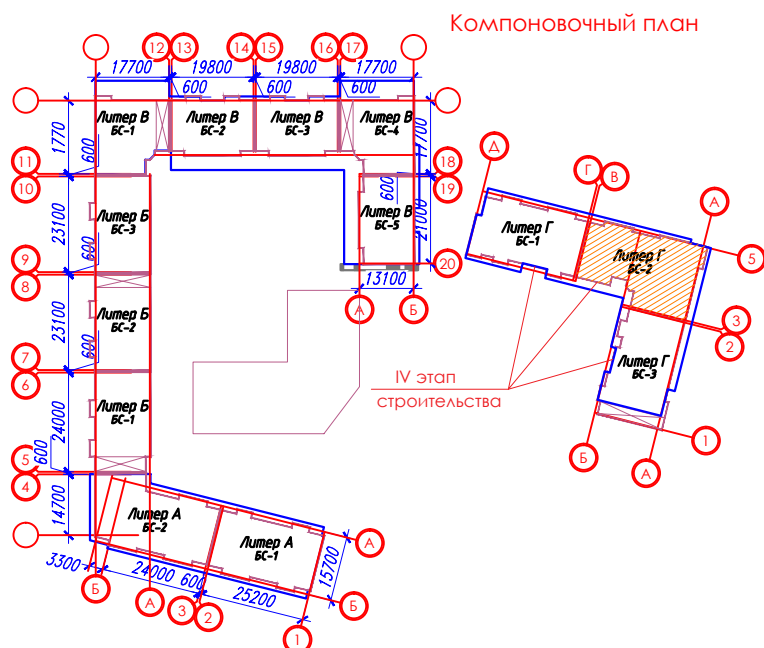 Компоновочный план
12 13 14 15 16 17
17700 19800 19800 17700
600 600 600
Литер В
БС-1
Литер В
БС-2
Литер В
БС-3
Литер В
БС-4
1770
600
17700
11
10
18
19
600
Литер В
БС-5
21000
20
13100
А Б
23100
Литер Б
БС-3
9
8
23100
Литер Б
БС-2
600
7
6
24000
Литер Б
БС-1
600
5
4
14700
Литер А
БС-2
Литер А
БС-1
3300
24000
600
25200
15700
Б А
3 2
1
А
Б
Д
Г В
А
5
Литер Г
БС-1
Литер Г
БС-2
3
2
Литер Г
БС-3
IV этап
строительства
1
Б
А